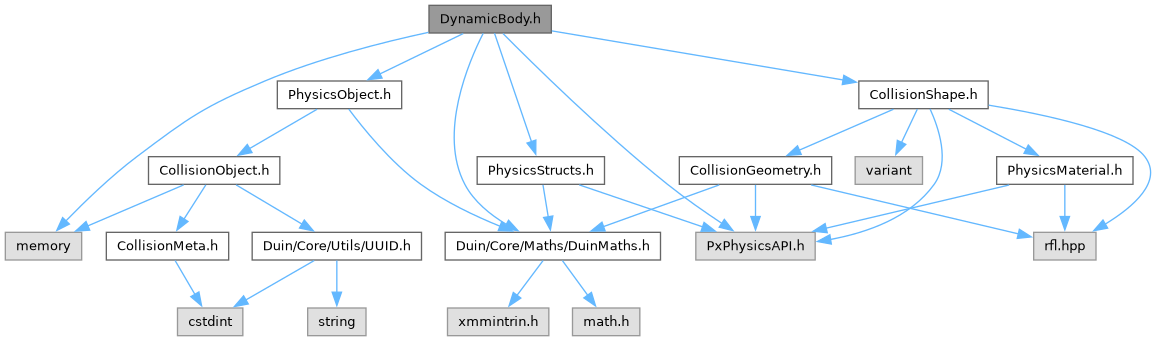 DynamicBody.h
PhysicsObject.h
CollisionShape.h
CollisionObject.h
PhysicsStructs.h
CollisionGeometry.h
variant
PhysicsMaterial.h
memory
CollisionMeta.h
Duin/Core/Utils/UUID.h
Duin/Core/Maths/DuinMaths.h
PxPhysicsAPI.h
rfl.hpp
cstdint
string
xmmintrin.h
math.h